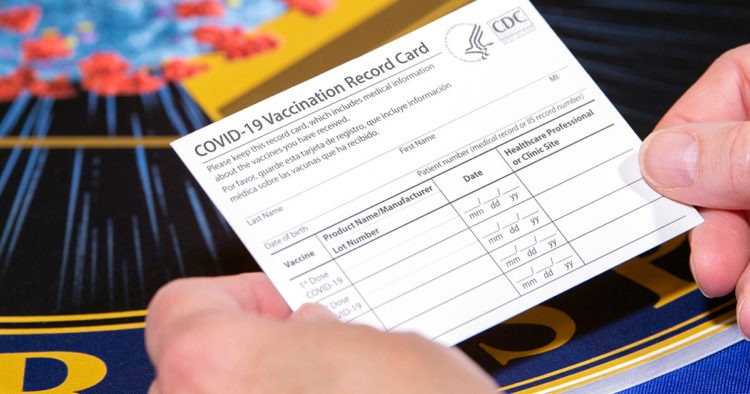 CDC
COVID-19 Vaccination Record Card
Please keep this record card, which includes medical information
about the vaccines you have received.
Por favor, guarde esta tarjeta de registro, que incluye información
médica sobre las vacunas que ha recibido.
Last Name
First Name
MI
Date of birth
Patient number (medical record or IIS record number)
Vaccine
Product Name/Manufacturer
Lot Number
Date
Healthcare Professional
or Clinic Site
1st Dose
COVID-19
mm dd yy
Dose
mm dd yy
mm dd yy